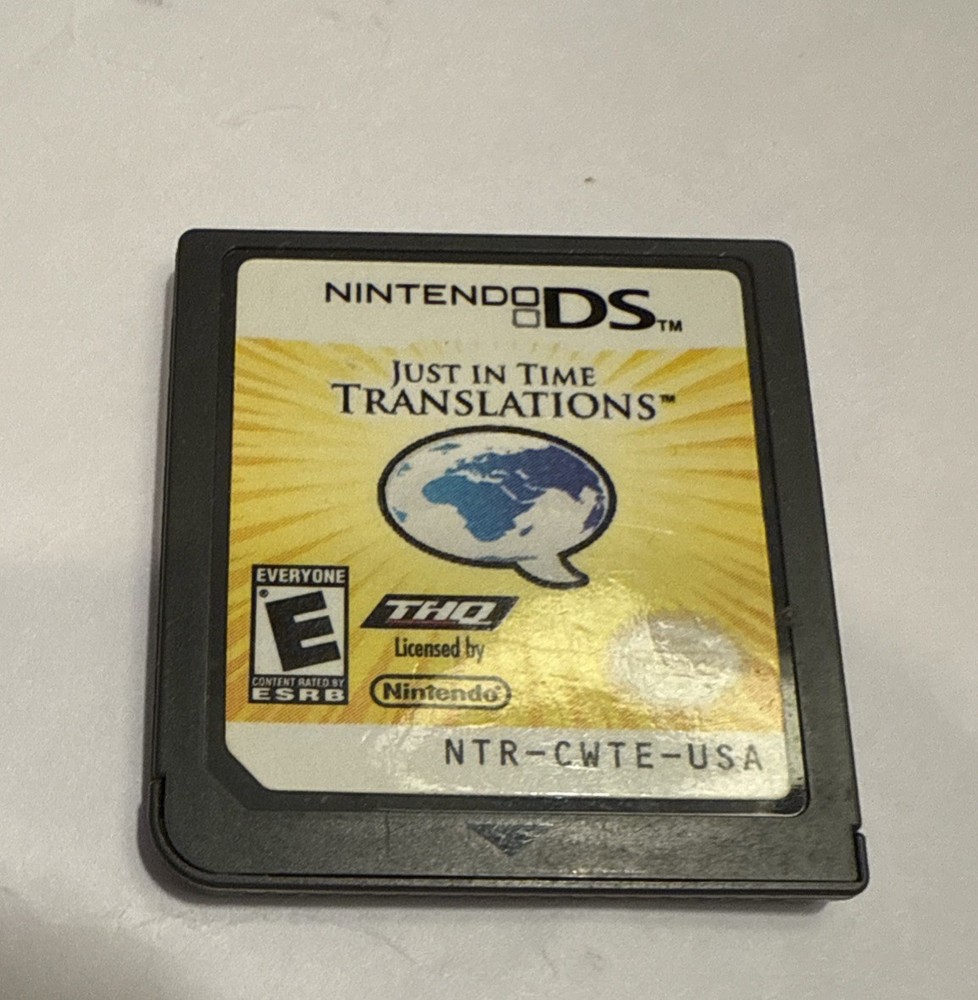 NINTENDO DS™
JUST IN TIME
TRANSLATIONS™
EVERYONE
E
CONTENT RATED BY
ESRB
THQ
Licensed by
Nintendo®
NTR-CWTE-USA